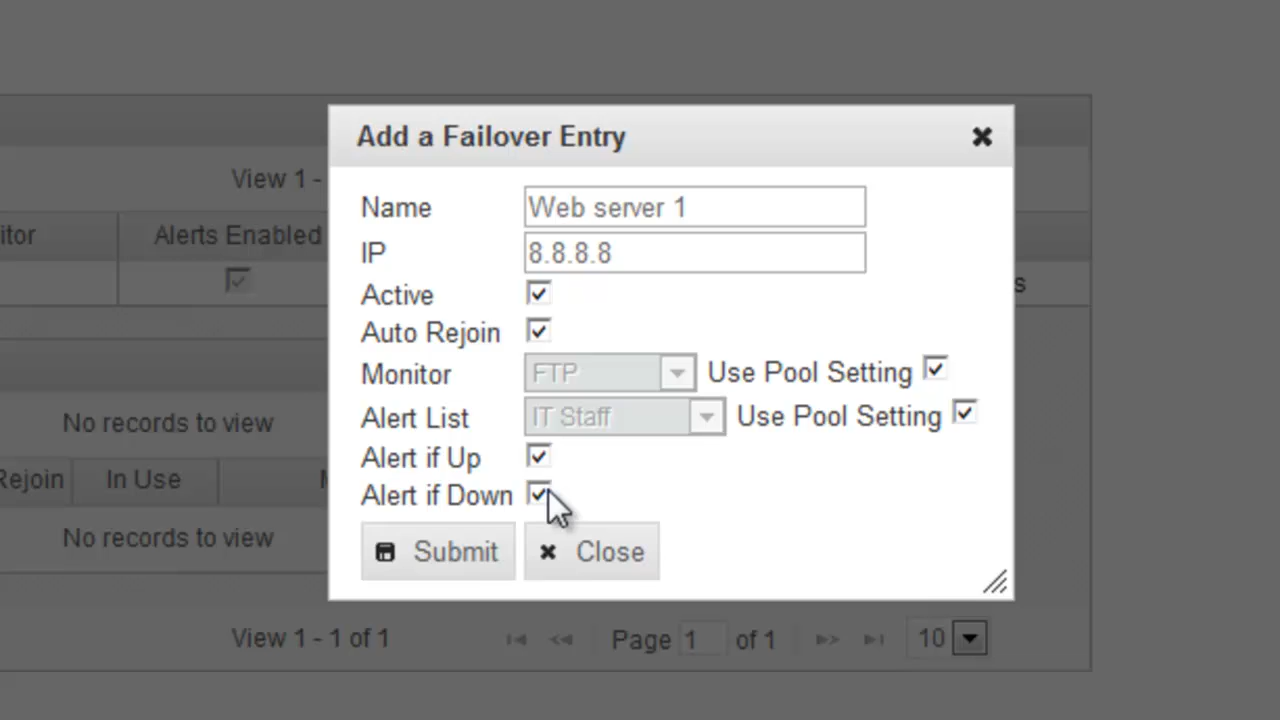 Add a Failover Entry
View 1 -
Name Web server 1
itor Alerts Enabled
IP 8.8.8.8
Active
s
Auto Rejoin
Monitor FTP Use Pool Setting
Alert List IT Staff Use Pool Setting
No records to view
Alert if Up
Rejoin In Use
Alert if Down
No records to view
Submit Close
View 1 - 1 of 1 Page 1 of 1 10